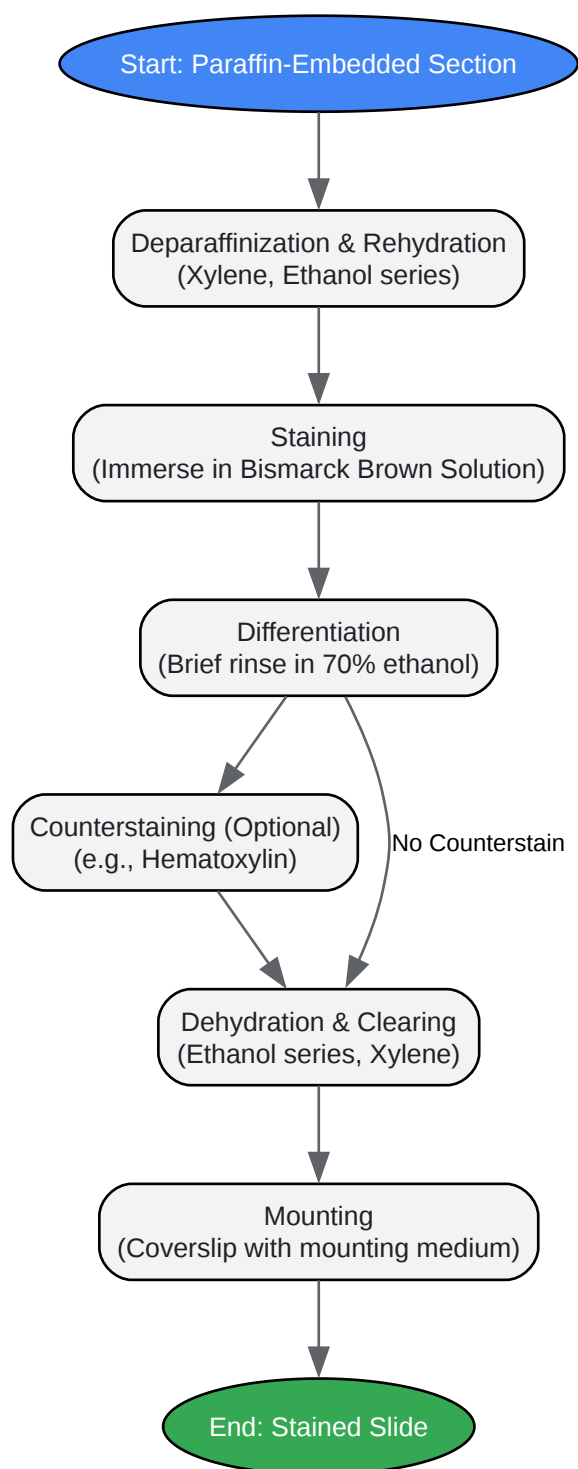 Start: Paraffin-Embedded Section
Deparaffinization & Rehydration
(Xylene, Ethanol series)
Staining
(Immerse in Bismarck Brown Solution)
Differentiation
(Brief rinse in 70% ethanol)
Counterstaining (Optional)
(e.g., Hematoxylin)
No Counterstain
Dehydration & Clearing
(Ethanol series, Xylene)
Mounting
(Coverslip with mounting medium)
End: Stained Slide